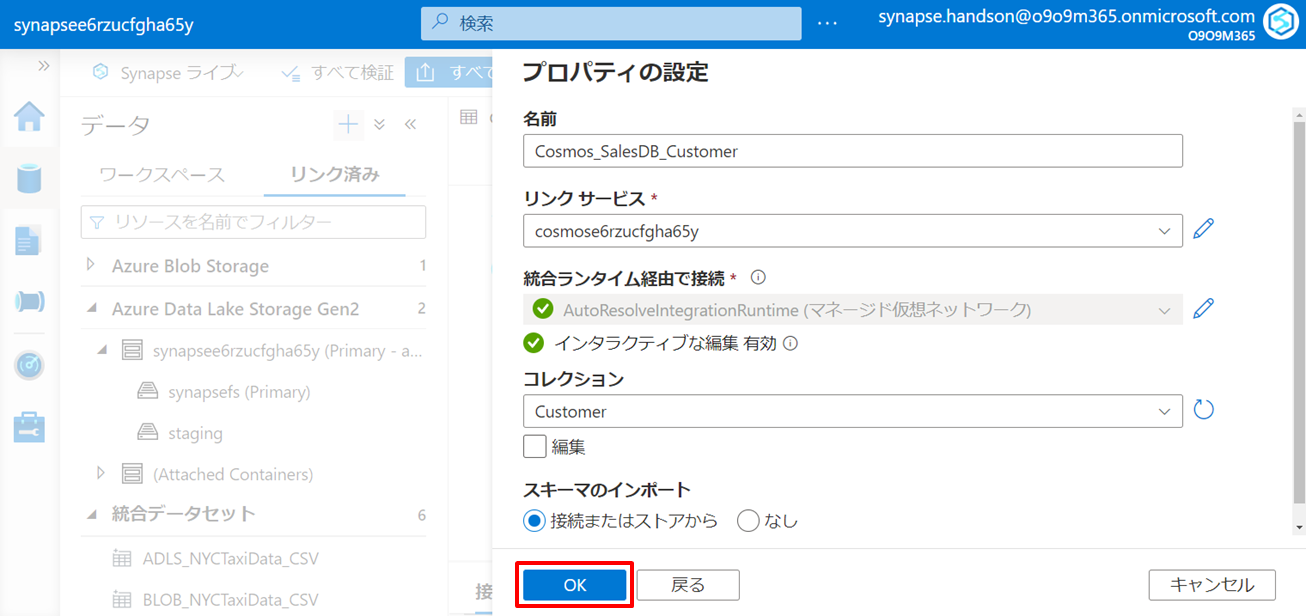 synapsee6rzucfgha65y
検索
synapse.handson@o9o9m365.onmicrosoft.com
O9O9M365
Synapse ライブ
すべて検証
すべて
データ
ワークスペース
リンク済み
リソースを名前でフィルター
Azure Blob Storage 1
Azure Data Lake Storage Gen2 2
synapsee6rzucfgha65y (Primary - a...
synapsefs (Primary)
staging
(Attached Containers)
統合データセット 6
ADLS_NYCTaxiData_CSV
BLOB_NYCTaxiData_CSV
接
プロパティの設定
名前
Cosmos_SalesDB_Customer
リンク サービス *
cosmose6rzucfgha65y
統合ランタイム経由で接続 *
AutoResolveIntegrationRuntime (マネージド仮想ネットワーク)
インタラクティブな編集 有効
コレクション
Customer
編集
スキーマのインポート
接続またはストアから なし
OK 戻る キャンセル